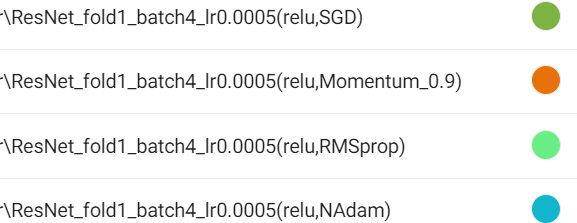 r\ResNet_fold1_batch4_lr0.0005(relu,SGD)
r\ResNet_fold1_batch4_lr0.0005(relu,Momentum_0.9)
r\ResNet_fold1_batch4_lr0.0005(relu,RMSprop)
r\ResNet_fold1_batch4_lr0.0005(relu,NAdam)